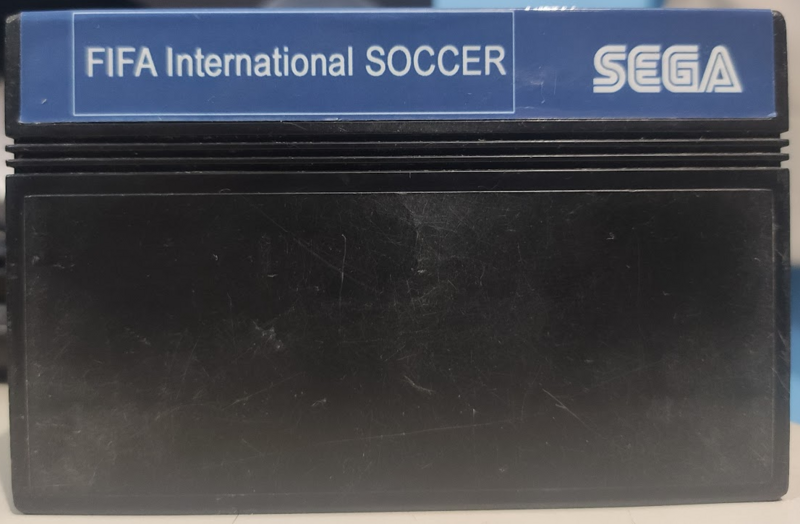 FIFA International SOCCER
SEGA